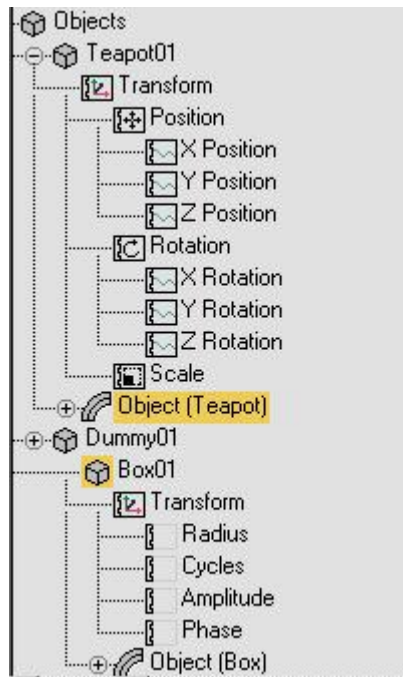 Objects
Teapot01
Transform
Position
X Position
Y Position
Z Position
Rotation
X Rotation
Y Rotation
Z Rotation
Scale
Object (Teapot)
Dummy01
Box01
Transform
Radius
Cycles
Amplitude
Phase
Object (Box)